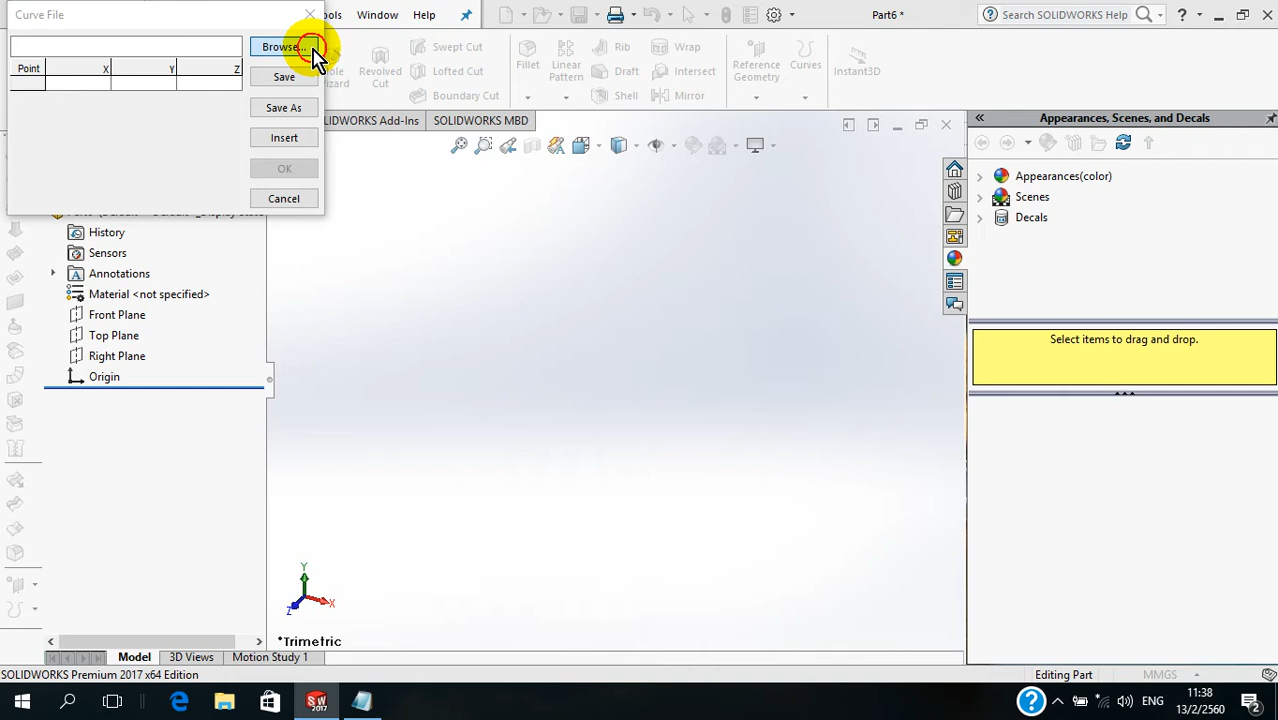 Curve File
ools
Window
Help
Part6 *
Search SOLIDWORKS Help
Browse...
Point
X
Y
Z
Save
Save As
Insert
OK
Cancel
Revolved Cut
Swept Cut
Lofted Cut
Boundary Cut
Fillet
Linear Pattern
Rib
Draft
Shell
Wrap
Intersect
Mirror
Reference Geometry
Curves
Instant3D
OLIDWORKS Add-Ins
SOLIDWORKS MBD
History
Sensors
Annotations
Material <not specified>
Front Plane
Top Plane
Right Plane
Origin
Appearances, Scenes, and Decals
Appearances(color)
Scenes
Decals
Select items to drag and drop.
Y
X
Z
*Trimetric
Model
3D Views
Motion Study 1
SOLIDWORKS Premium 2017 x64 Edition
Editing Part
MMGS
SW
2017
ENG
11:38
13/2/2560
2